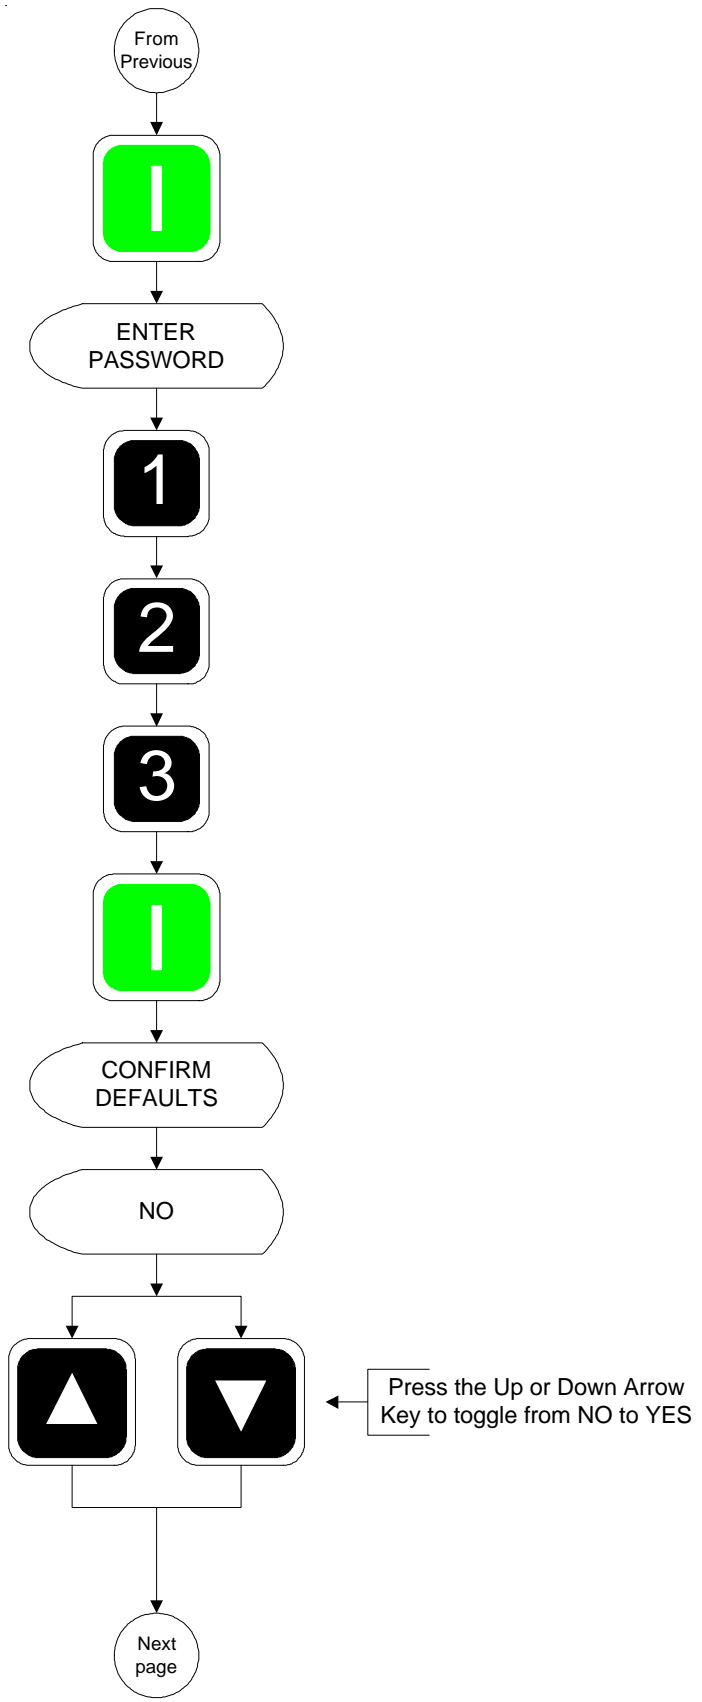 From
Previous
I
ENTER
PASSWORD
1
2
3
I
CONFIRM
DEFAULTS
NO
Press the Up or Down Arrow
Key to toggle from NO to YES
Next
page